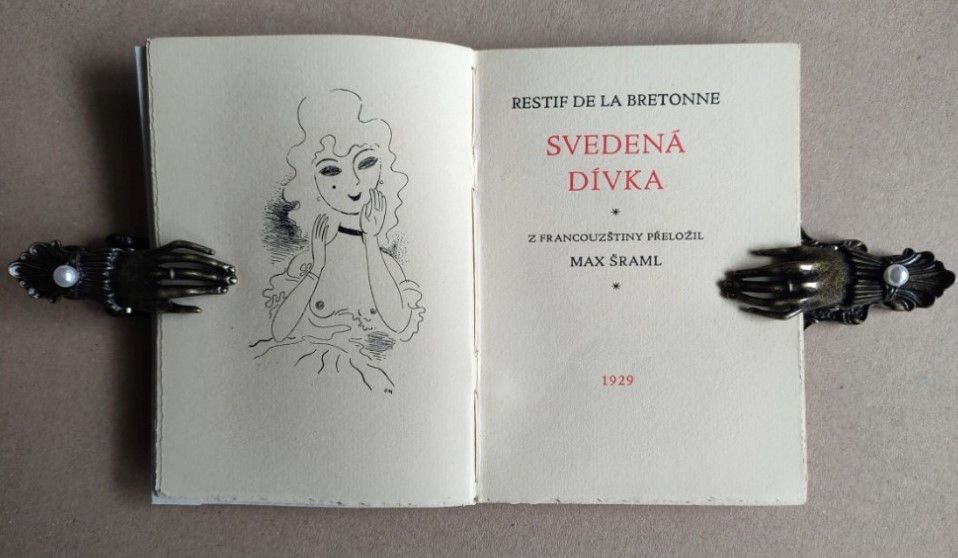 RESTIF DE LA BRETONNE
SVEDENÁ
DÍVKA
*
Z FRANCOUZŠTINY PŘELOŽIL
MAX ŠRAML
*
1929